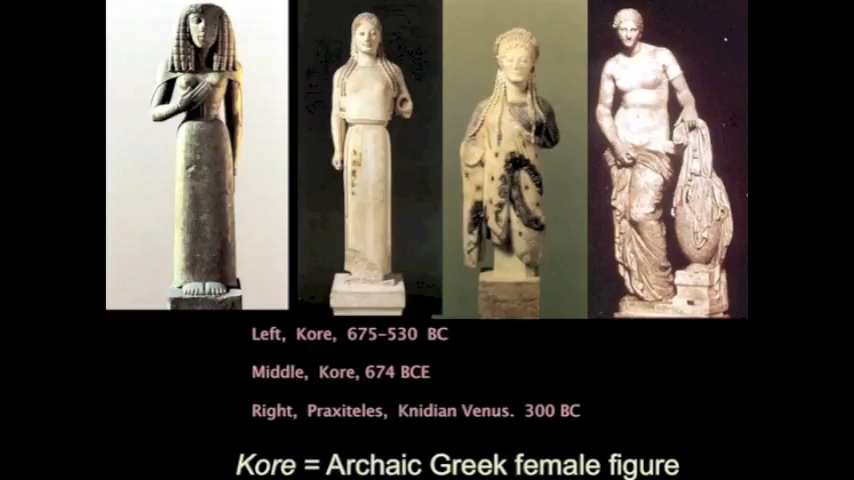 Left, Kore, 675-530 BC
Middle, Kore, 674 BCE
Right, Praxiteles, Knidian Venus. 300 BC
Kore = Archaic Greek female figure